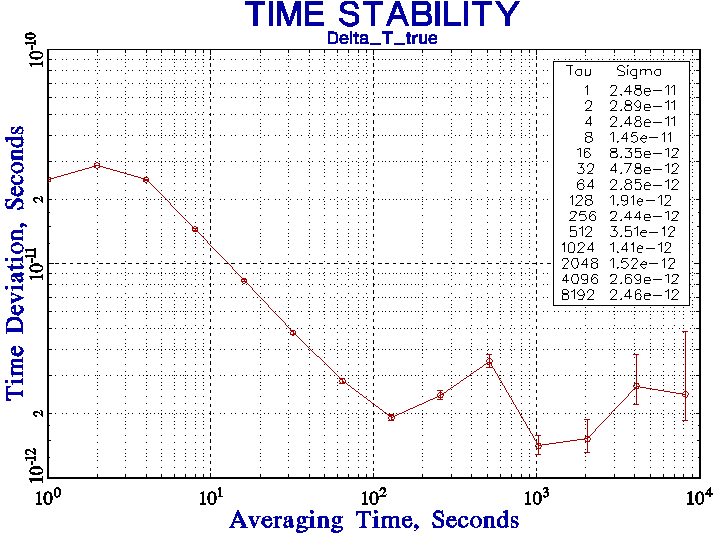 TIME STABILITY
Delta_T_true
10^-10
Tau Sigma
1 2.48e-11
2 2.89e-11
4 2.48e-11
8 1.45e-11
16 8.35e-12
32 4.78e-12
64 2.85e-12
128 1.91e-12
256 2.44e-12
512 3.51e-12
1024 1.41e-12
2048 1.52e-12
4096 2.69e-12
8192 2.46e-12
Time Deviation, Seconds
2
10^-11
2
10^-12
10^0 10^1 10^2 10^3 10^4
Averaging Time, Seconds